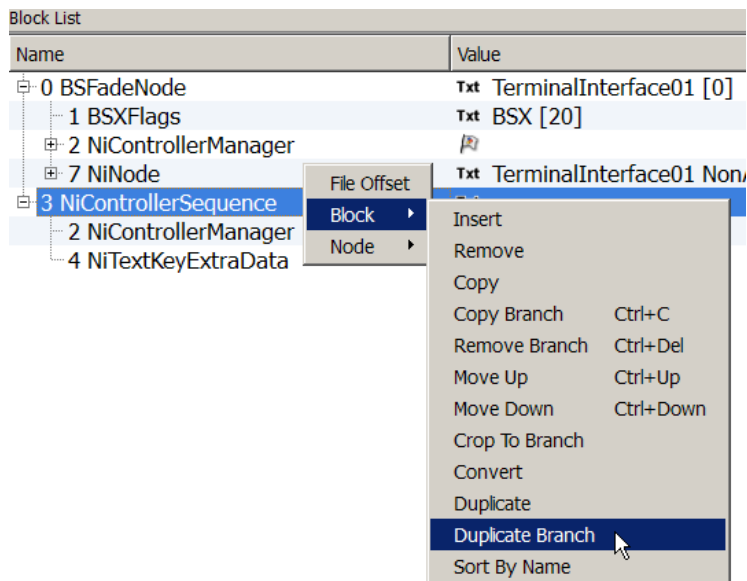 Block List
Name Value
0 BSFadeNode Txt TerminalInterface01 [0]
1 BSXFlags Txt BSX [20]
2 NiControllerManager
7 NiNode Txt TerminalInterface01 Non
3 NiControllerSequence
2 NiControllerManager
4 NiTextKeyExtraData
File Offset
Block
Node
Insert
Remove
Copy
Copy Branch Ctrl+C
Remove Branch Ctrl+Del
Move Up Ctrl+Up
Move Down Ctrl+Down
Crop To Branch
Convert
Duplicate
Duplicate Branch
Sort By Name